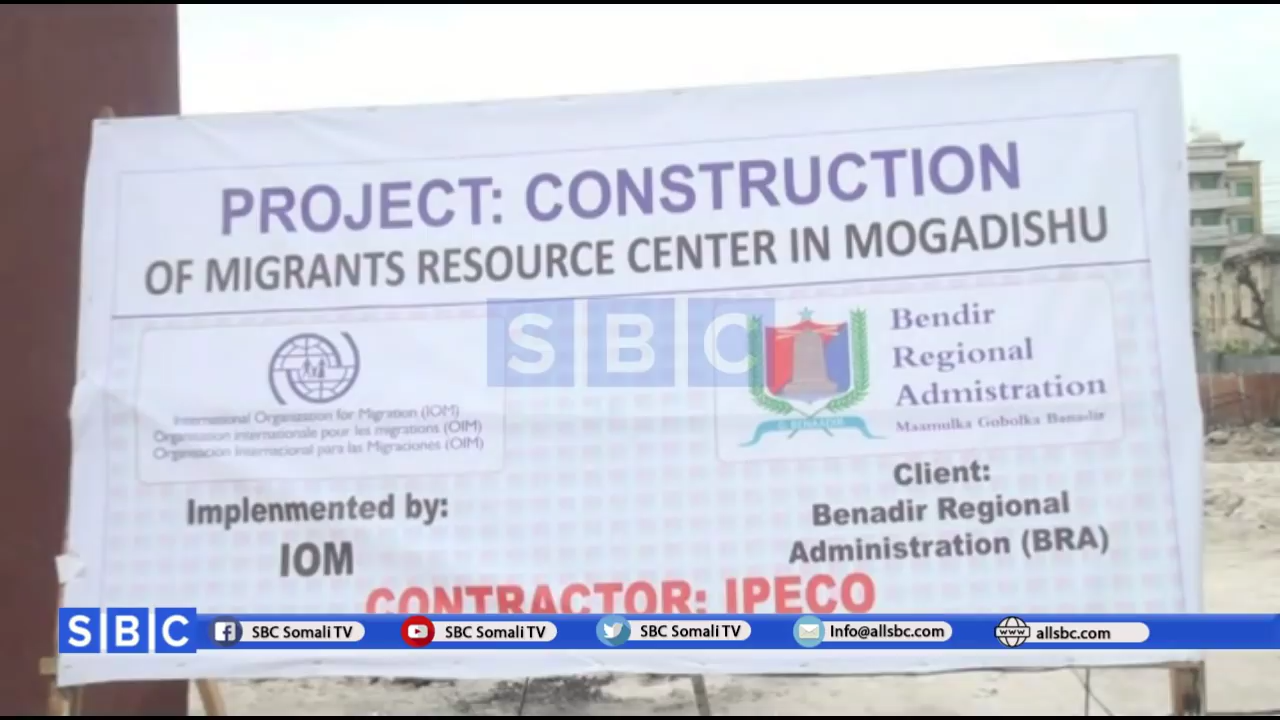 PROJECT: CONSTRUCTION
OF MIGRANTS RESOURCE CENTER IN MOGADISHU
SBC
International Organization for Migration (IOM)
Organisation internationale pour les migrations (OIM)
Organización Internacional para las Migraciones (OIM)
Bendir
Regional
Admistration
Maamulka Gobolka Banadir
G. BENAADIR
Implenmented by:
IOM
Client:
Benadir Regional
Administration (BRA)
CONTRACTOR: IPECO
SBC
SBC Somali TV
SBC Somali TV
SBC Somali TV
Info@allsbc.com
www
allsbc.com